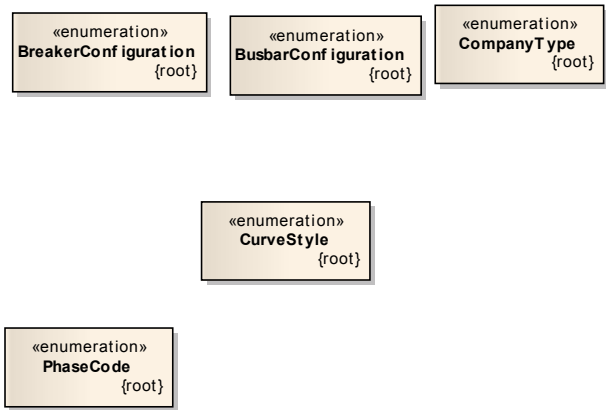 «enumeration»
BreakerConfiguration
{root}
«enumeration»
BusbarConfiguration
{root}
«enumeration»
CompanyType
{root}
«enumeration»
CurveStyle
{root}
«enumeration»
PhaseCode
{root}